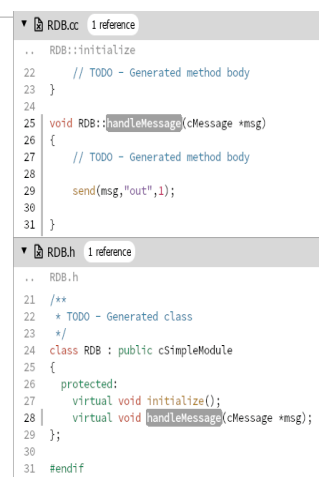 RDB.cc 1 reference
.. RDB::initialize
22 // TODO - Generated method body
23 }
24
25 void RDB::handleMessage(cMessage *msg)
26 {
27 // TODO - Generated method body
28
29 send(msg,"out",1);
30
31 }
RDB.h 1 reference
.. RDB.h
21 /**
22 * TODO - Generated class
23 */
24 class RDB : public cSimpleModule
25 {
26 protected:
27 virtual void initialize();
28 virtual void handleMessage(cMessage *msg);
29 };
30
31 #endif